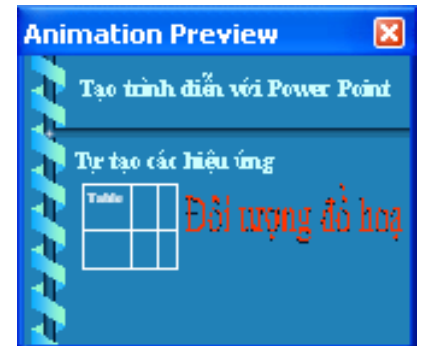 Animation Preview
Tạo trình diễn với Power Point
Tự tạo các hiệu ứng
Table
Đối tượng đồ hoạ